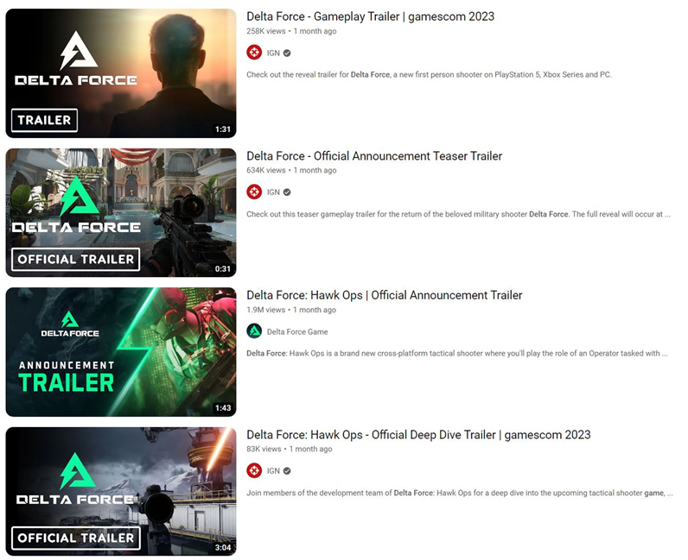 DELTA FORCE
TRAILER
1:31
Delta Force - Gameplay Trailer | gamescom 2023
258K views • 1 month ago
IGN
Check out the reveal trailer for Delta Force, a new first person shooter on PlayStation 5, Xbox Series and PC.
DELTA FORCE
OFFICIAL TRAILER
0:31
Delta Force - Official Announcement Teaser Trailer
634K views • 1 month ago
IGN
Check out this teaser gameplay trailer for the return of the beloved military shooter Delta Force. The full reveal will occur at ...
DELTA FORCE
ANNOUNCEMENT
TRAILER
1:43
Delta Force: Hawk Ops | Official Announcement Trailer
1.9M views • 1 month ago
Delta Force Game
Delta Force: Hawk Ops is a brand new cross-platform tactical shooter where you'll play the role of an Operator tasked with ...
DELTA FORCE
OFFICIAL TRAILER
3:04
Delta Force: Hawk Ops - Official Deep Dive Trailer | gamescom 2023
83K views • 1 month ago
IGN
Join members of the development team of Delta Force: Hawk Ops for a deep dive into the upcoming tactical shooter game, ...